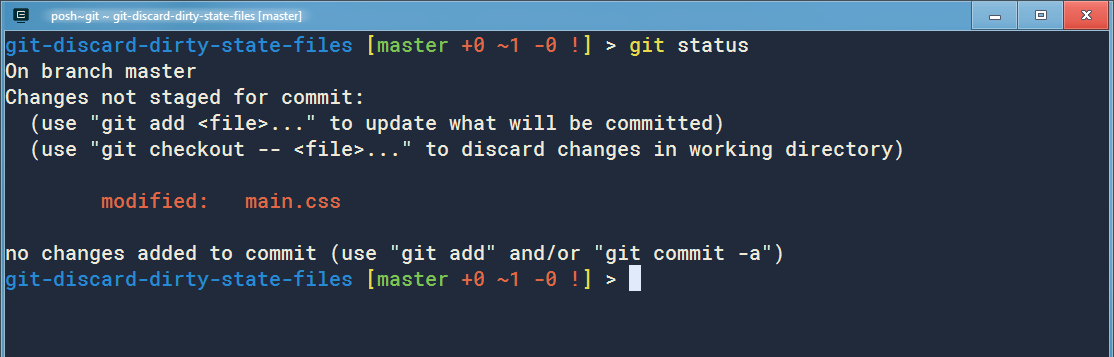 posh~git ~ git-discard-dirty-state-files [master]
git-discard-dirty-state-files [master +0 ~1 -0 !] > git status
On branch master
Changes not staged for commit:
  (use "git add <file>..." to update what will be committed)
  (use "git checkout -- <file>..." to discard changes in working directory)

        modified:   main.css

no changes added to commit (use "git add" and/or "git commit -a")
git-discard-dirty-state-files [master +0 ~1 -0 !] >